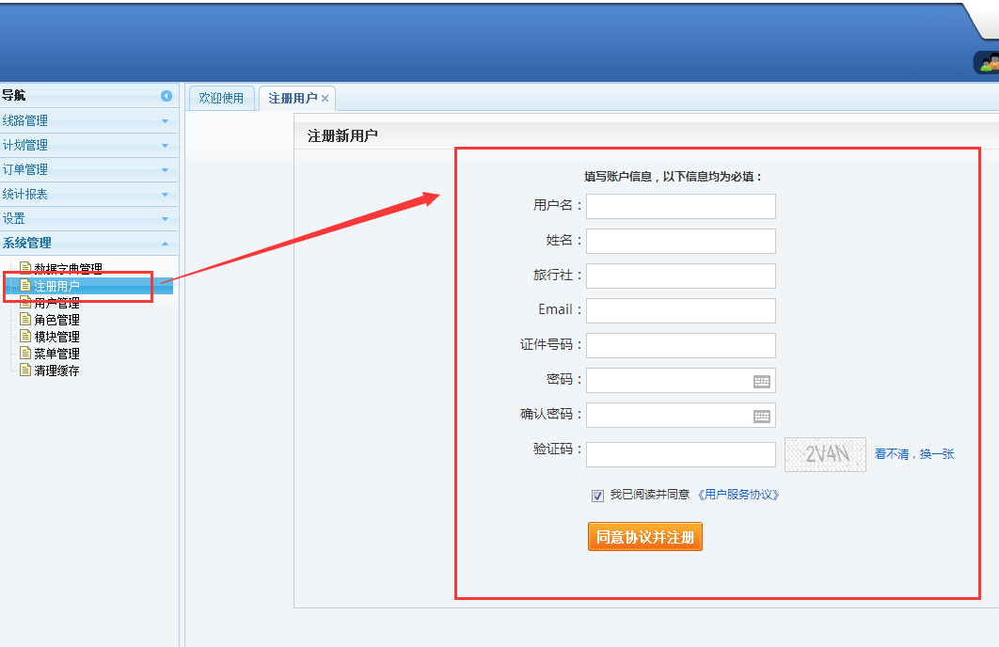 导航
线路管理
计划管理
订单管理
统计报表
设置
系统管理
数据字典管理
注册用户
用户管理
角色管理
模块管理
菜单管理
清理缓存
欢迎使用
注册用户
注册新用户
填写账户信息，以下信息均为必填：
用户名：
姓名：
旅行社：
Email：
证件号码：
密码：
确认密码：
验证码： 2V4N 看不清，换一张
我已阅读并同意 《用户服务协议》
同意协议并注册